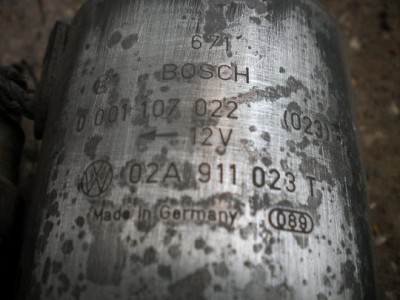 671
BOSCH
0 001 107 022 (023)
12V
02A 911 023 T
Made in Germany 089